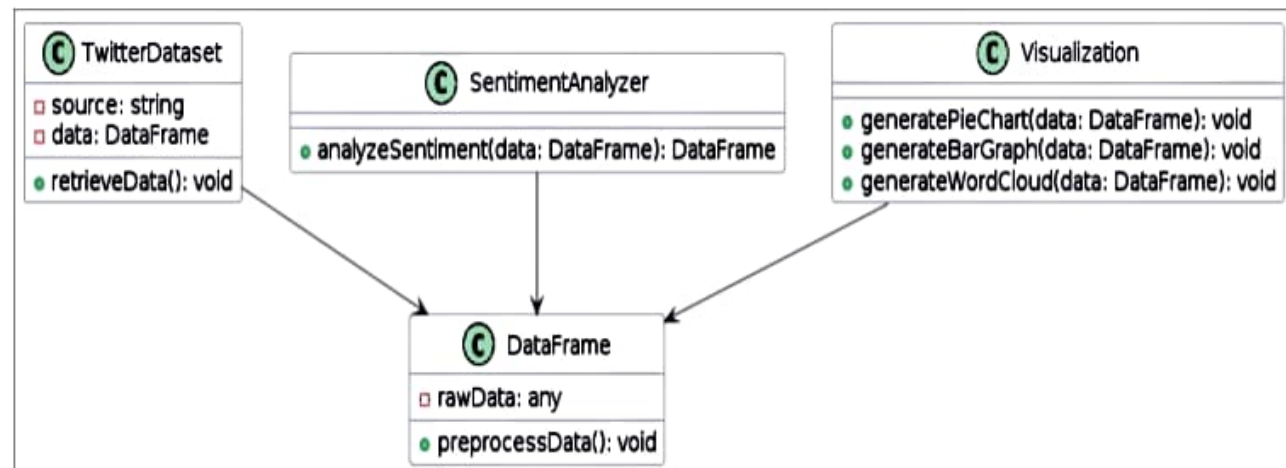 C TwitterDataset
source: string
data: DataFrame
retrieveData(): void
C SentimentAnalyzer
analyzeSentiment(data: DataFrame): DataFrame
C Visualization
generatePieChart(data: DataFrame): void
generateBarGraph(data: DataFrame): void
generateWordCloud(data: DataFrame): void
C DataFrame
rawData: any
preprocessData(): void